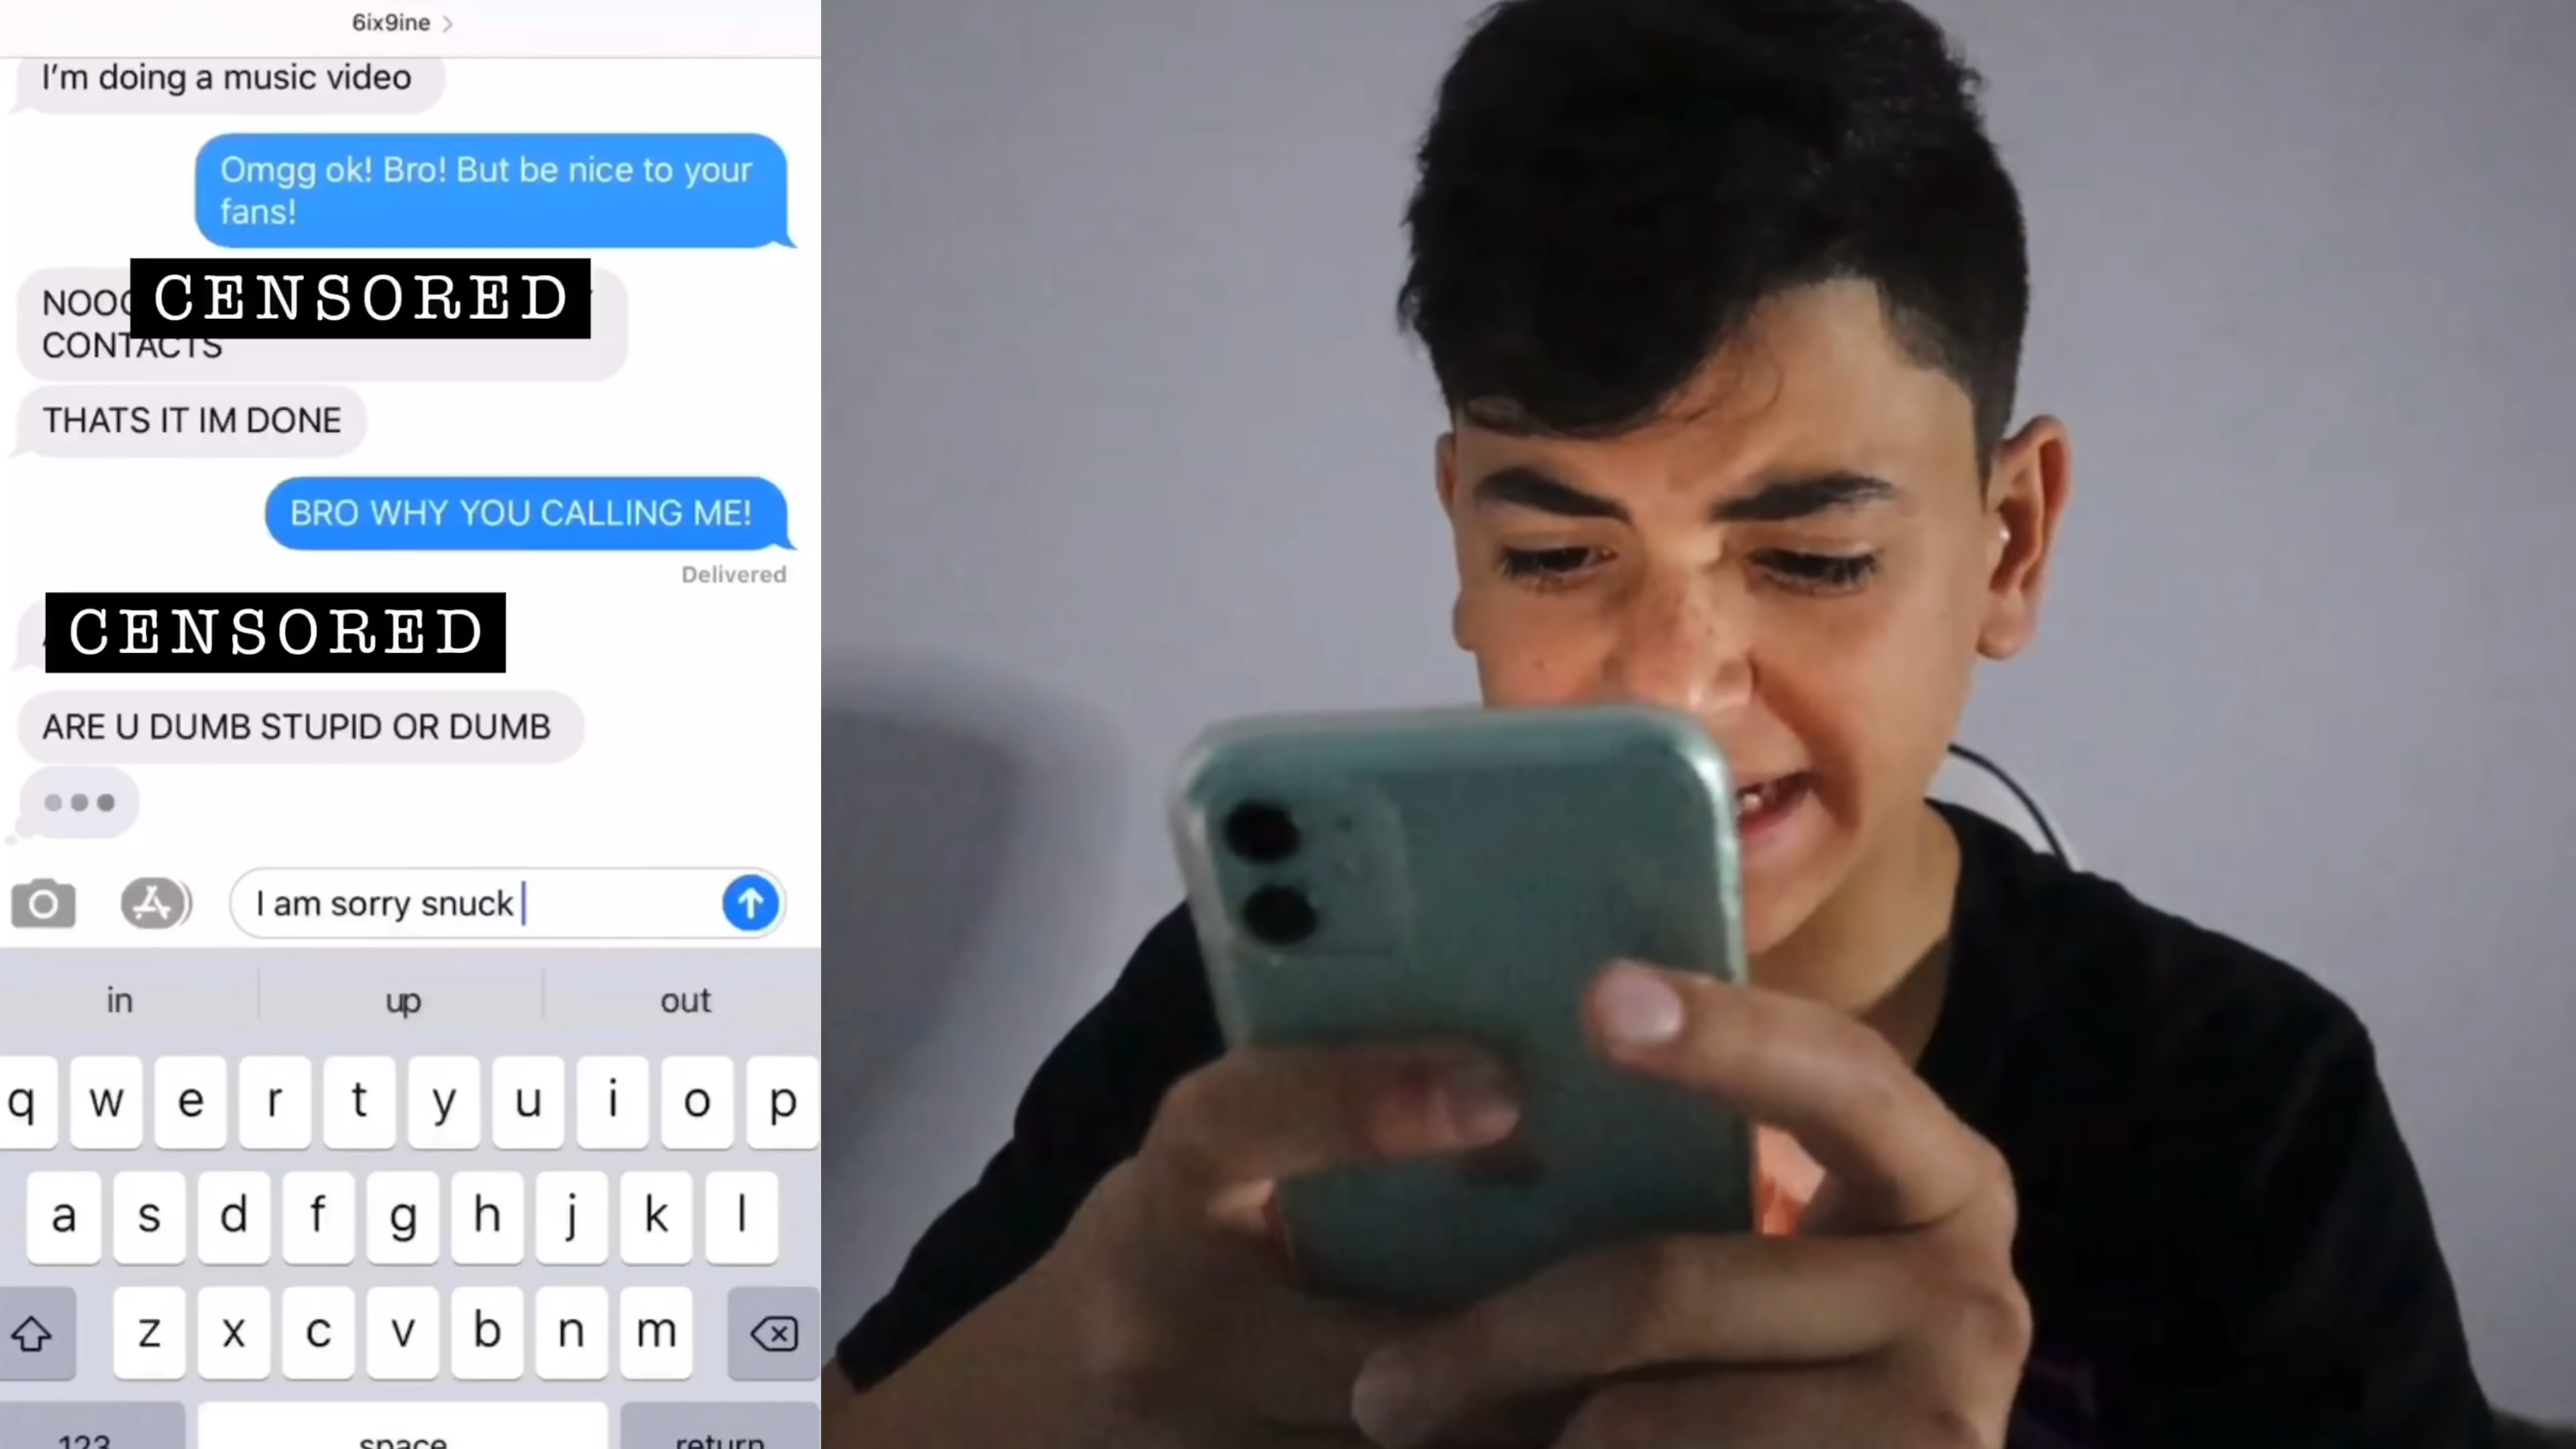 6ix9ine
I'm doing a music video
Omgg ok! Bro! But be nice to your
fans!
CENSORED
CONTACTS
THATS IT IM DONE
BRO WHY YOU CALLING ME!
Delivered
CENSORED
ARE U DUMB STUPID OR DUMB
I am sorry snuck
in up out
q w e r t y u i o p
a s d f g h j k l
z x c v b n m
123 space return